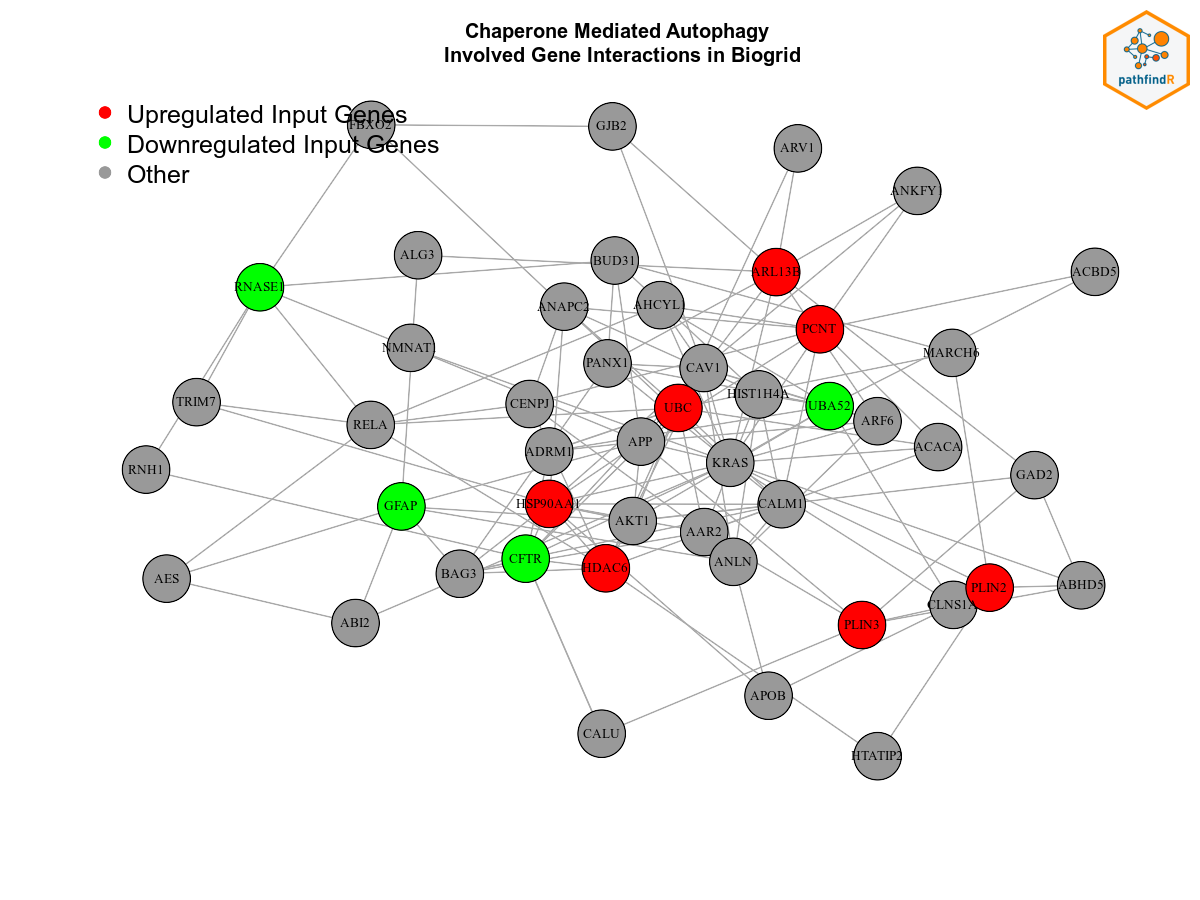 Chaperone Mediated Autophagy
Involved Gene Interactions in Biogrid
pathfindR
Upregulated Input Genes
Downregulated Input Genes
Other
FBXO2
GJB2
ARV1
ANKFY1
ALG3
BUD31
ARL13B
ACBD5
RNASE1
ANAPC2
AHCYL1
PCNT
NMNAT1
PANX1
CAV1
MARCH6
TRIM7
CENPJ
HIST1H4A
UBC
UBA52
RELA
ARF6
APP
ADRM1
ACACA
RNH1
KRAS
GAD2
GFAP
HSP90AA1
CALM1
AKT1
AAR2
CFTR
HDAC6
ANLN
AES
BAG3
PLIN2
ABHD5
CLNS1A
ABI2
PLIN3
APOB
CALU
HTATIP2